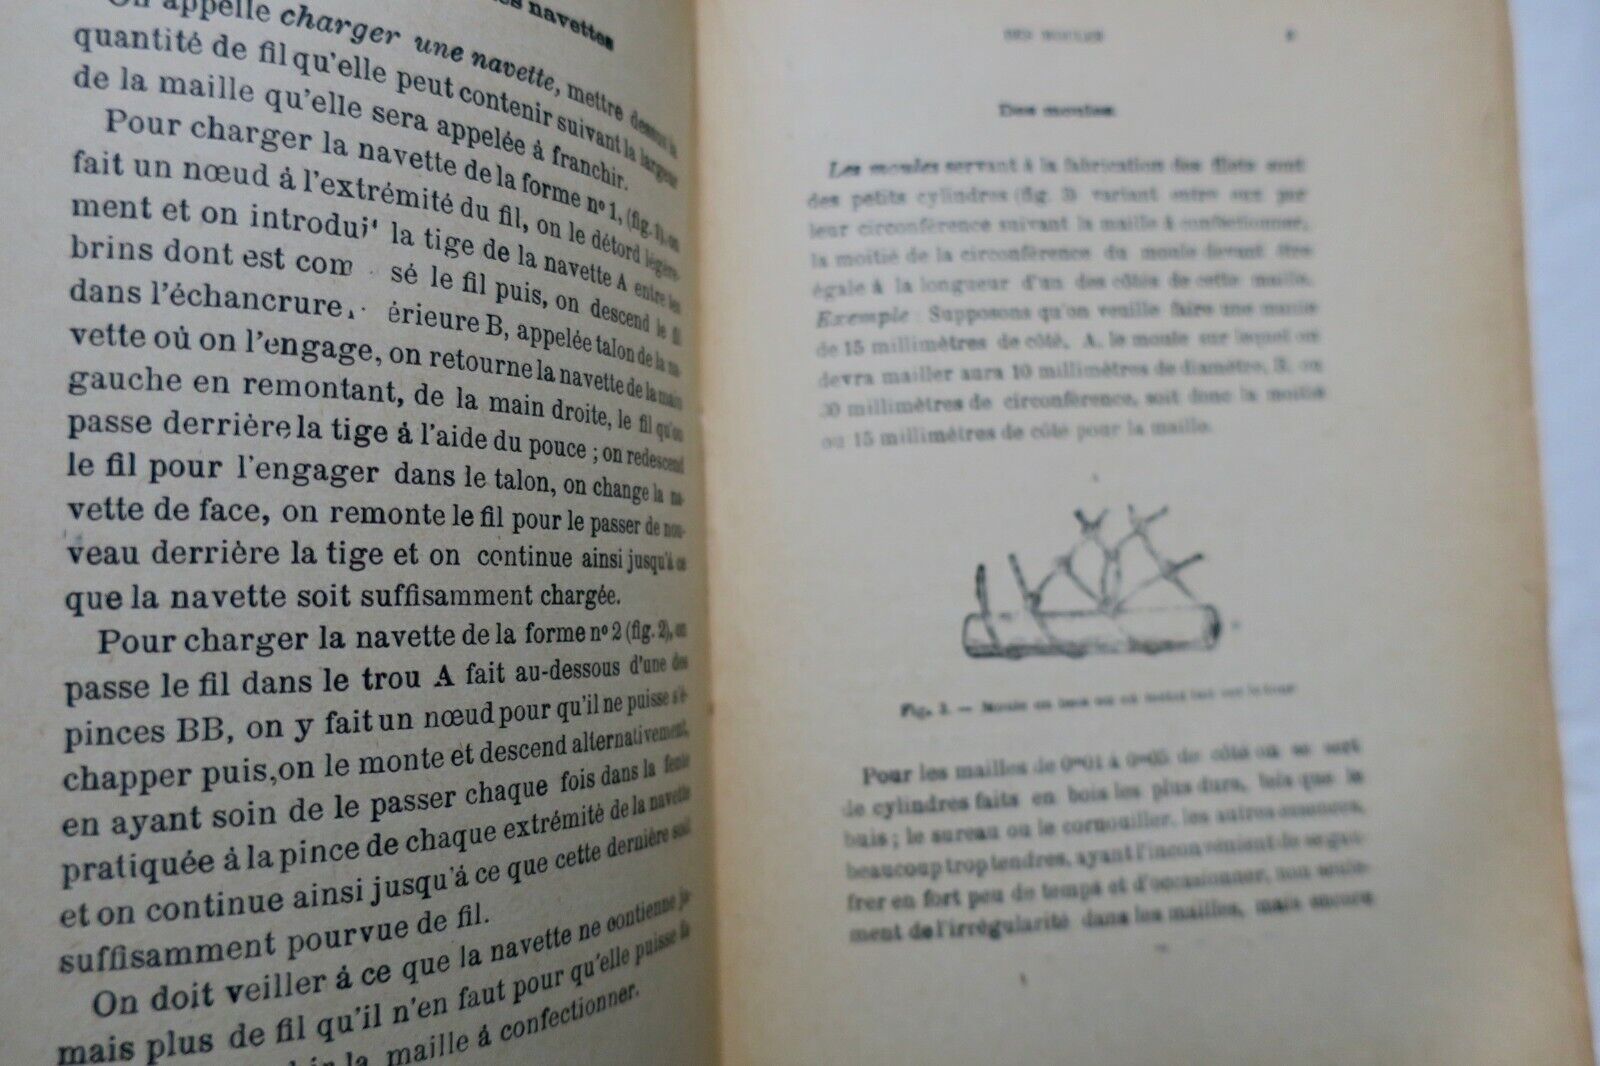 navettes
On appelle charger une navette, mettre dessus la
quantité de fil qu'elle peut contenir suivant la largeur
de la maille qu'elle sera appelée à franchir.
Pour charger la navette de la forme nº 1, (fig. 1), on
fait un nœud à l'extrémité du fil, on le détord légère-
ment et on introdui la tige de la navette A entre les
brins dont est com sé le fil puis, on descend le fil
dans l'échancrure érieure B, appelée talon de la na-
vette où on l'engage, on retourne la navette de la main
gauche en remontant, de la main droite, le fil qu'on
passe derrière la tige à l'aide du pouce ; on redescend
le fil pour l'engager dans le talon, on change la na-
vette de face, on remonte le fil pour le passer de nou-
veau derrière la tige et on continue ainsi jusqu'à ce
que la navette soit suffisamment chargée.
Pour charger la navette de la forme nº 2 (fig. 2), on
passe le fil dans le trou A fait au-dessous d'une des
pinces BB, on y fait un nœud pour qu'il ne puisse s'é-
chapper puis, on le monte et descend alternativement,
en ayant soin de le passer chaque fois dans la fente
pratiquée à la pince de chaque extrémité de la navette
et on continue ainsi jusqu'à ce que cette dernière soit
suffisamment pourvue de fil.
On doit veiller à ce que la navette ne contienne ja-
mais plus de fil qu'il n'en faut pour qu'elle puisse
la maille à confectionner.
DES MOULES
Des moules
Les moules servant à la fabrication des filets sont
des petits cylindres (fig. 3) variant entre eux par
leur circonférence suivant la maille à confectionner,
la moitié de la circonférence du moule devant être
égale à la longueur d'un des côtés de cette maille.
Exemple : Supposons qu'on veuille faire une maille
de 15 millimètres de côté, A, le moule sur lequel on
devra mailler aura 10 millimètres de diamètre, B, ou
30 millimètres de circonférence, soit donc la moitié
ou 15 millimètres de côté pour la maille.
Fig. 3. — Moule en bois
Pour les mailles de 0m01 à 0m05 de côté on se sert
de cylindres faits en bois les plus durs, tels que le
buis ; le sureau ou le cornouiller, les autres essences,
beaucoup trop tendres, ayant l'inconvénient de se gau-
frer en fort peu de temps et d'occasionner, non seule-
ment de l'irrégularité dans les mailles, mais encore